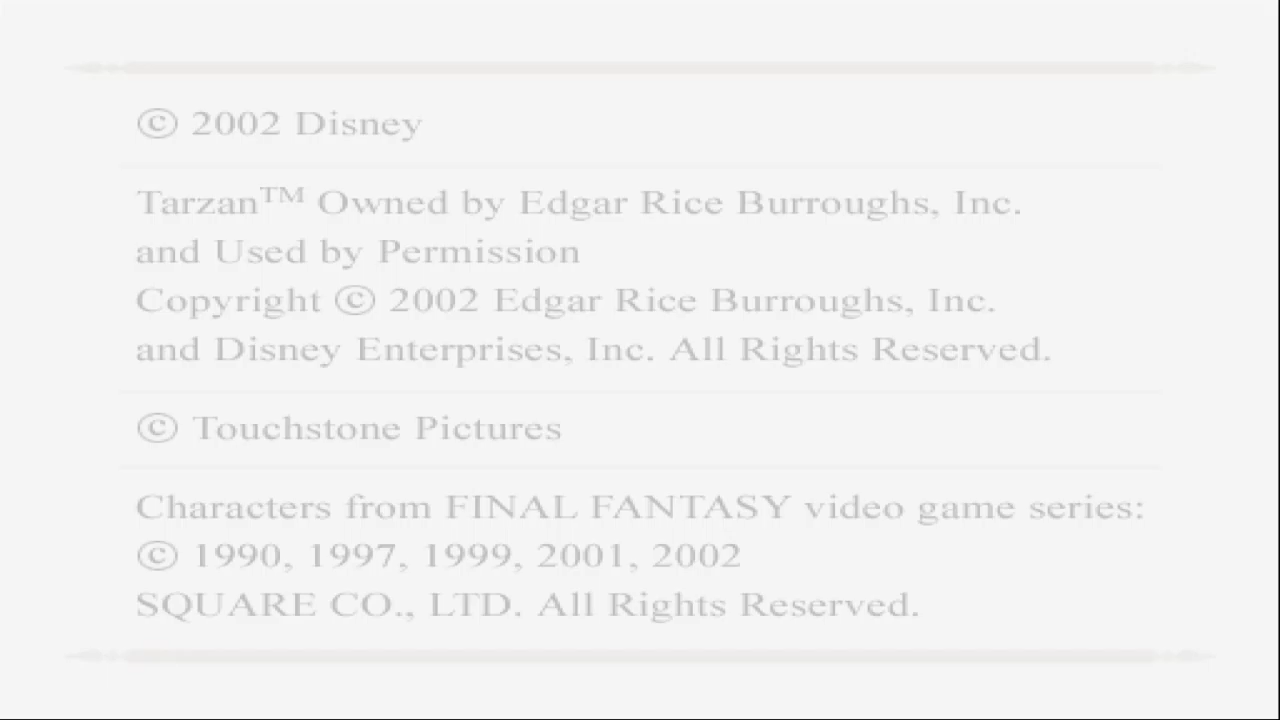 © 2002 Disney
Tarzan™ Owned by Edgar Rice Burroughs, Inc.
and Used by Permission
Copyright © 2002 Edgar Rice Burroughs, Inc.
and Disney Enterprises, Inc. All Rights Reserved.
© Touchstone Pictures
Characters from FINAL FANTASY video game series:
© 1990, 1997, 1999, 2001, 2002
SQUARE CO., LTD. All Rights Reserved.